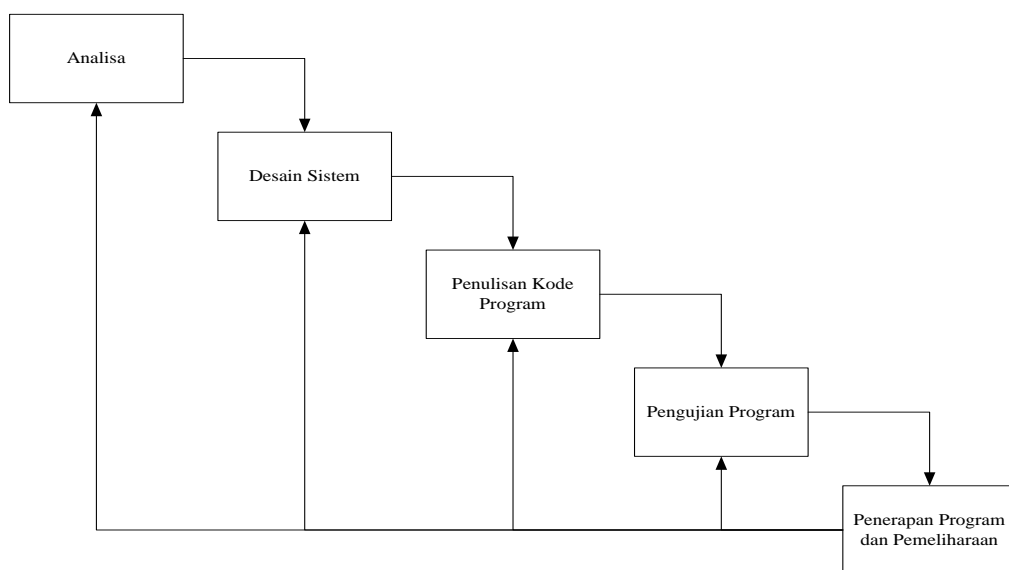 Analisa
Desain Sistem
Penulisan Kode
Program
Pengujian Program
Penerapan Program
dan Pemeliharaan